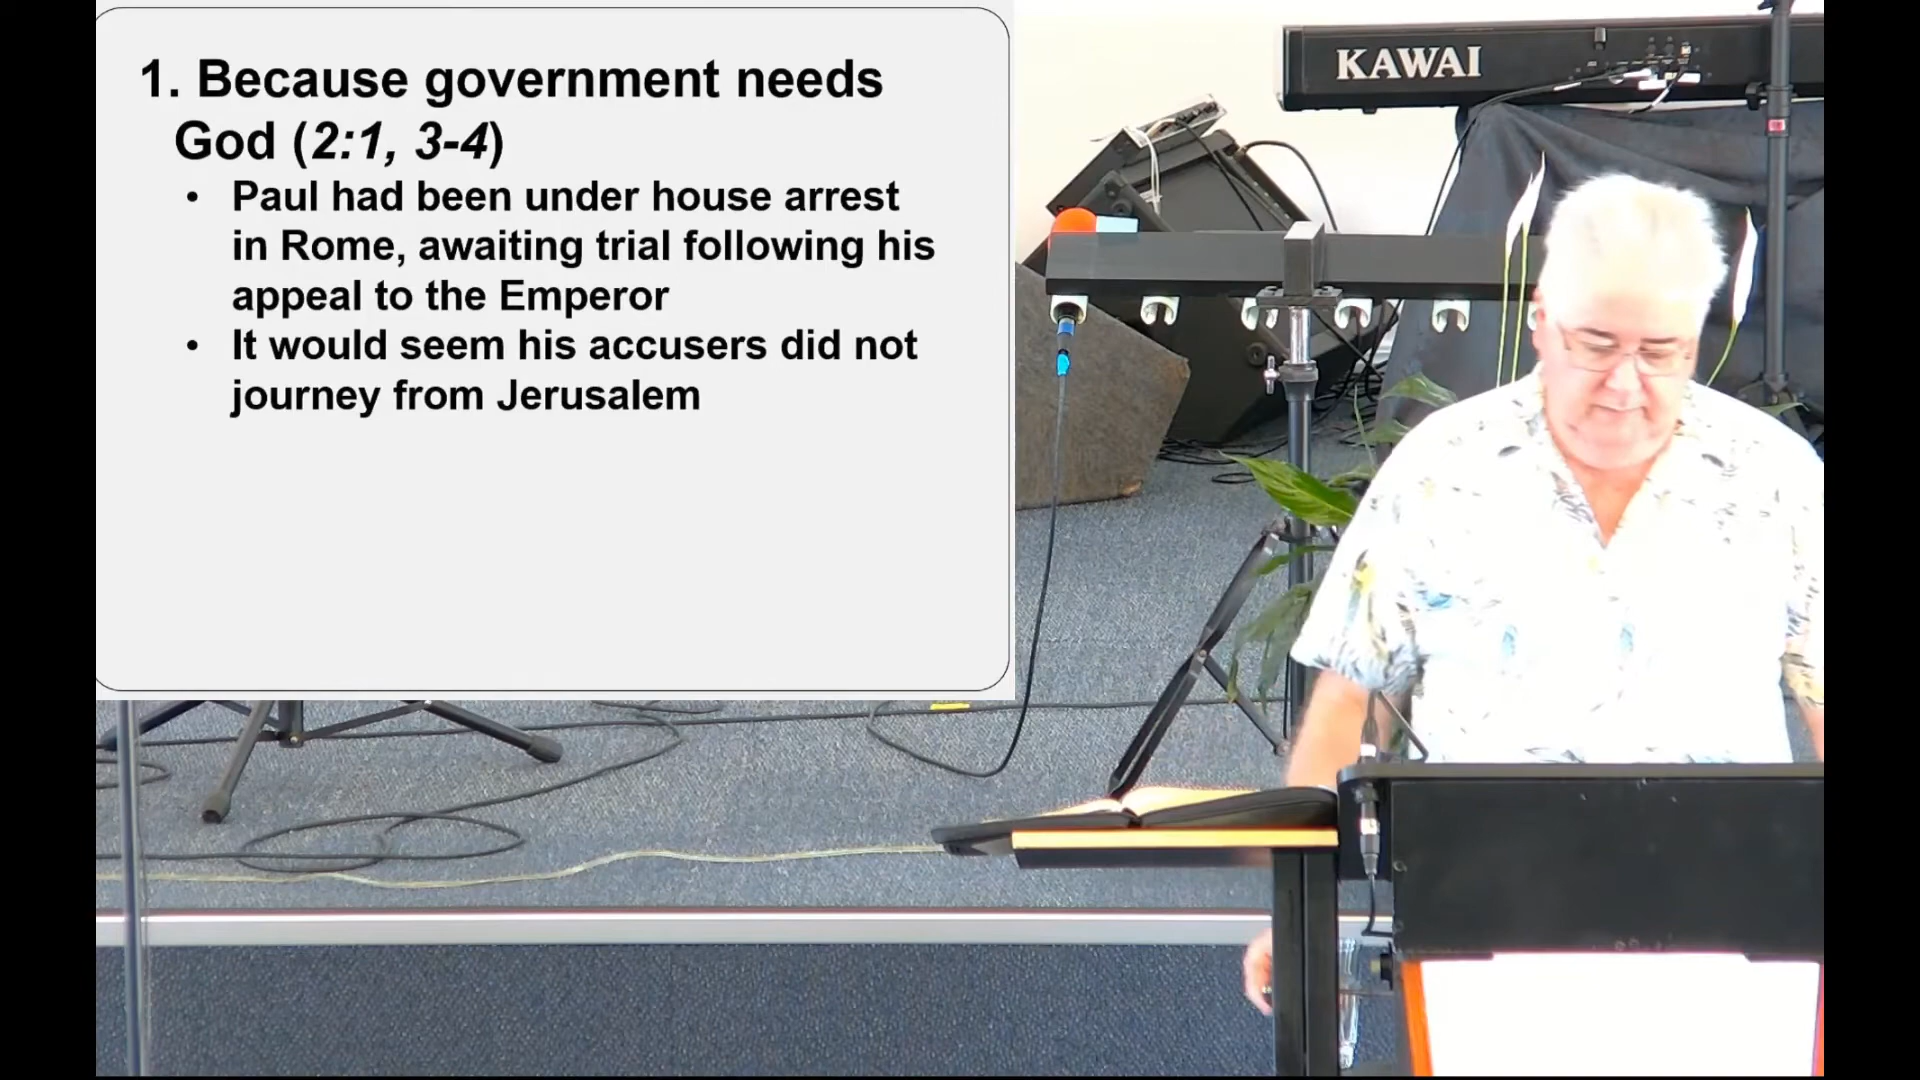 1. Because government needs
God (2:1, 3-4)
• Paul had been under house arrest
in Rome, awaiting trial following his
appeal to the Emperor
• It would seem his accusers did not
journey from Jerusalem
KAWAI